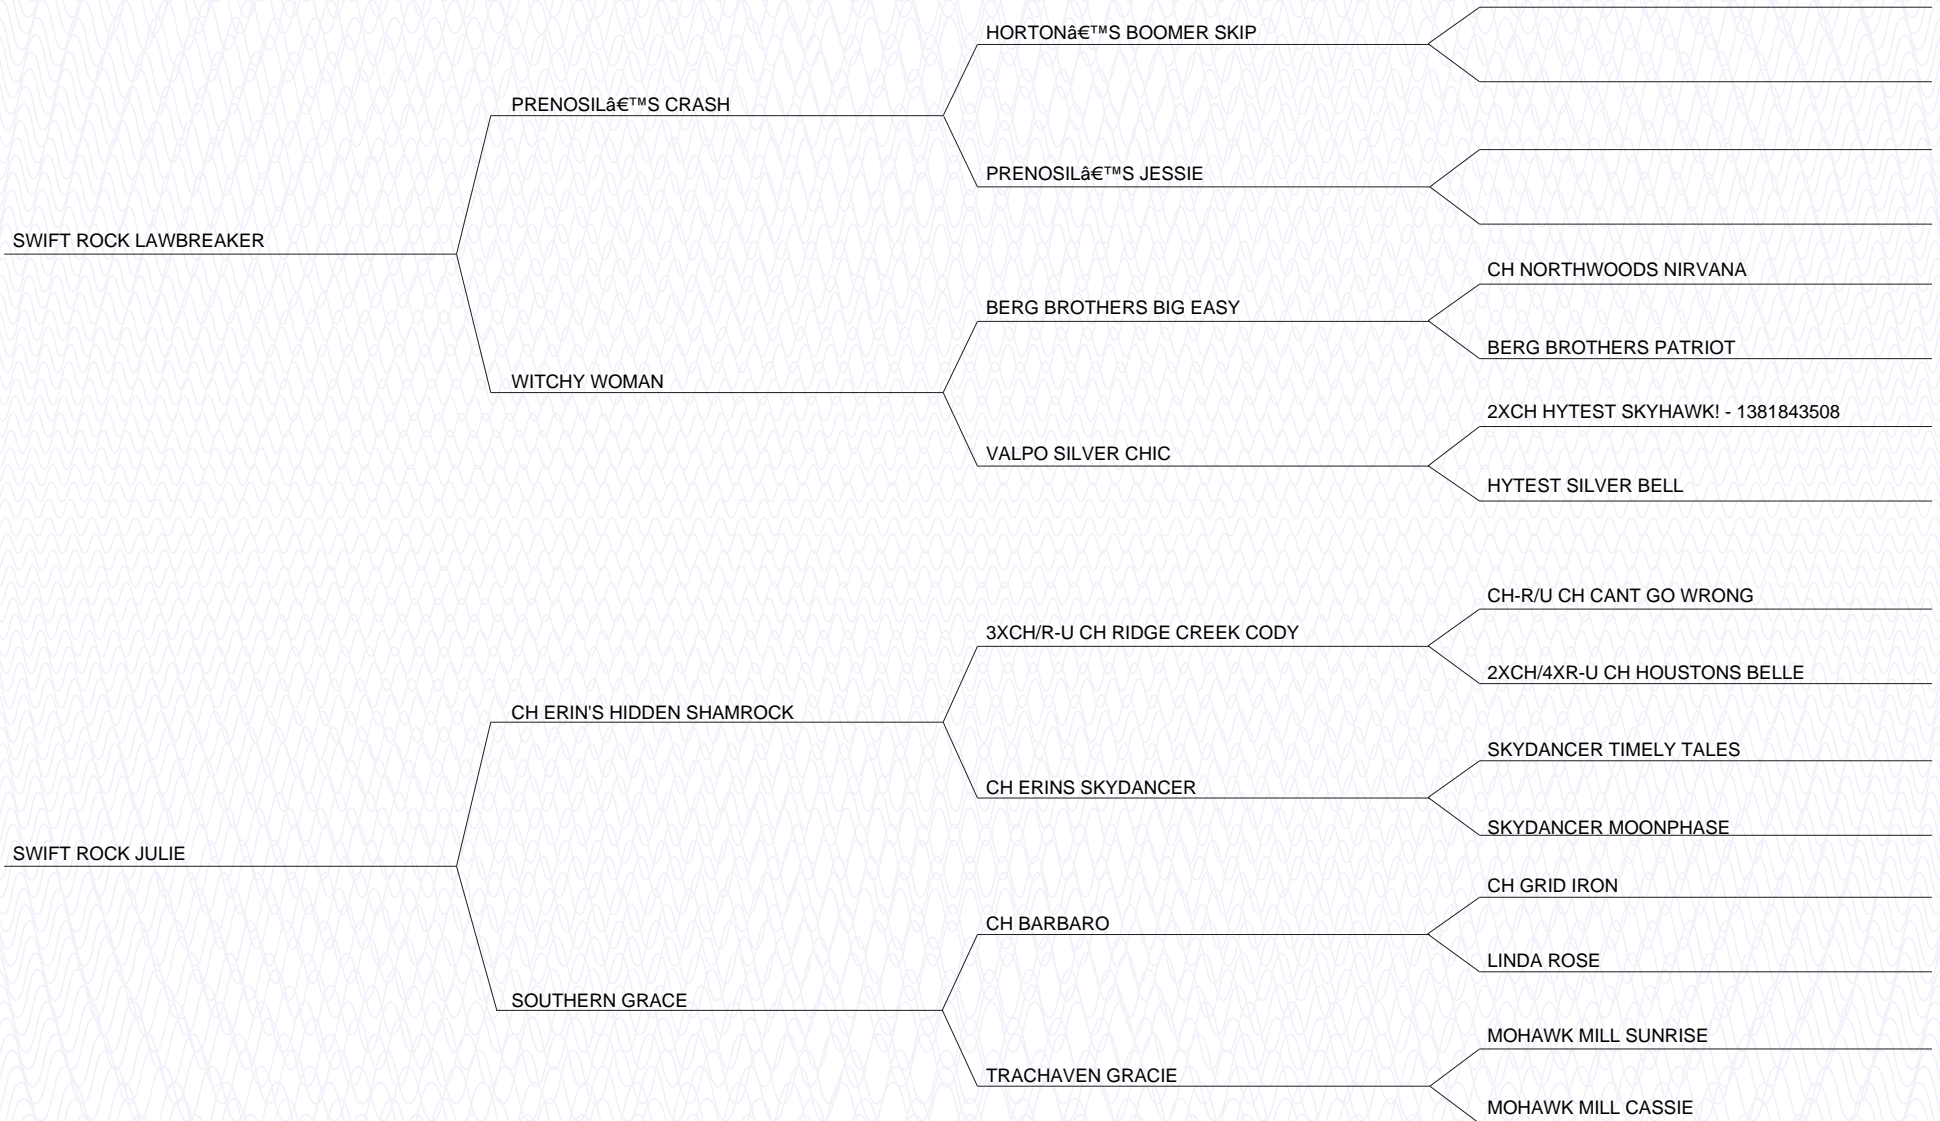 HORTONâ€™S BOOMER SKIP
PRENOSILâ€™S CRASH
PRENOSILâ€™S JESSIE
SWIFT ROCK LAWBREAKER
CH NORTHWOODS NIRVANA
BERG BROTHERS BIG EASY
BERG BROTHERS PATRIOT
WITCHY WOMAN
2XCH HYTEST SKYHAWK! - 1381843508
VALPO SILVER CHIC
HYTEST SILVER BELL
CH-R/U CH CANT GO WRONG
3XCH/R-U CH RIDGE CREEK CODY
2XCH/4XR-U CH HOUSTONS BELLE
CH ERIN'S HIDDEN SHAMROCK
SKYDANCER TIMELY TALES
CH ERINS SKYDANCER
SKYDANCER MOONPHASE
SWIFT ROCK JULIE
CH GRID IRON
CH BARBARO
LINDA ROSE
SOUTHERN GRACE
MOHAWK MILL SUNRISE
TRACHAVEN GRACIE
MOHAWK MILL CASSIE